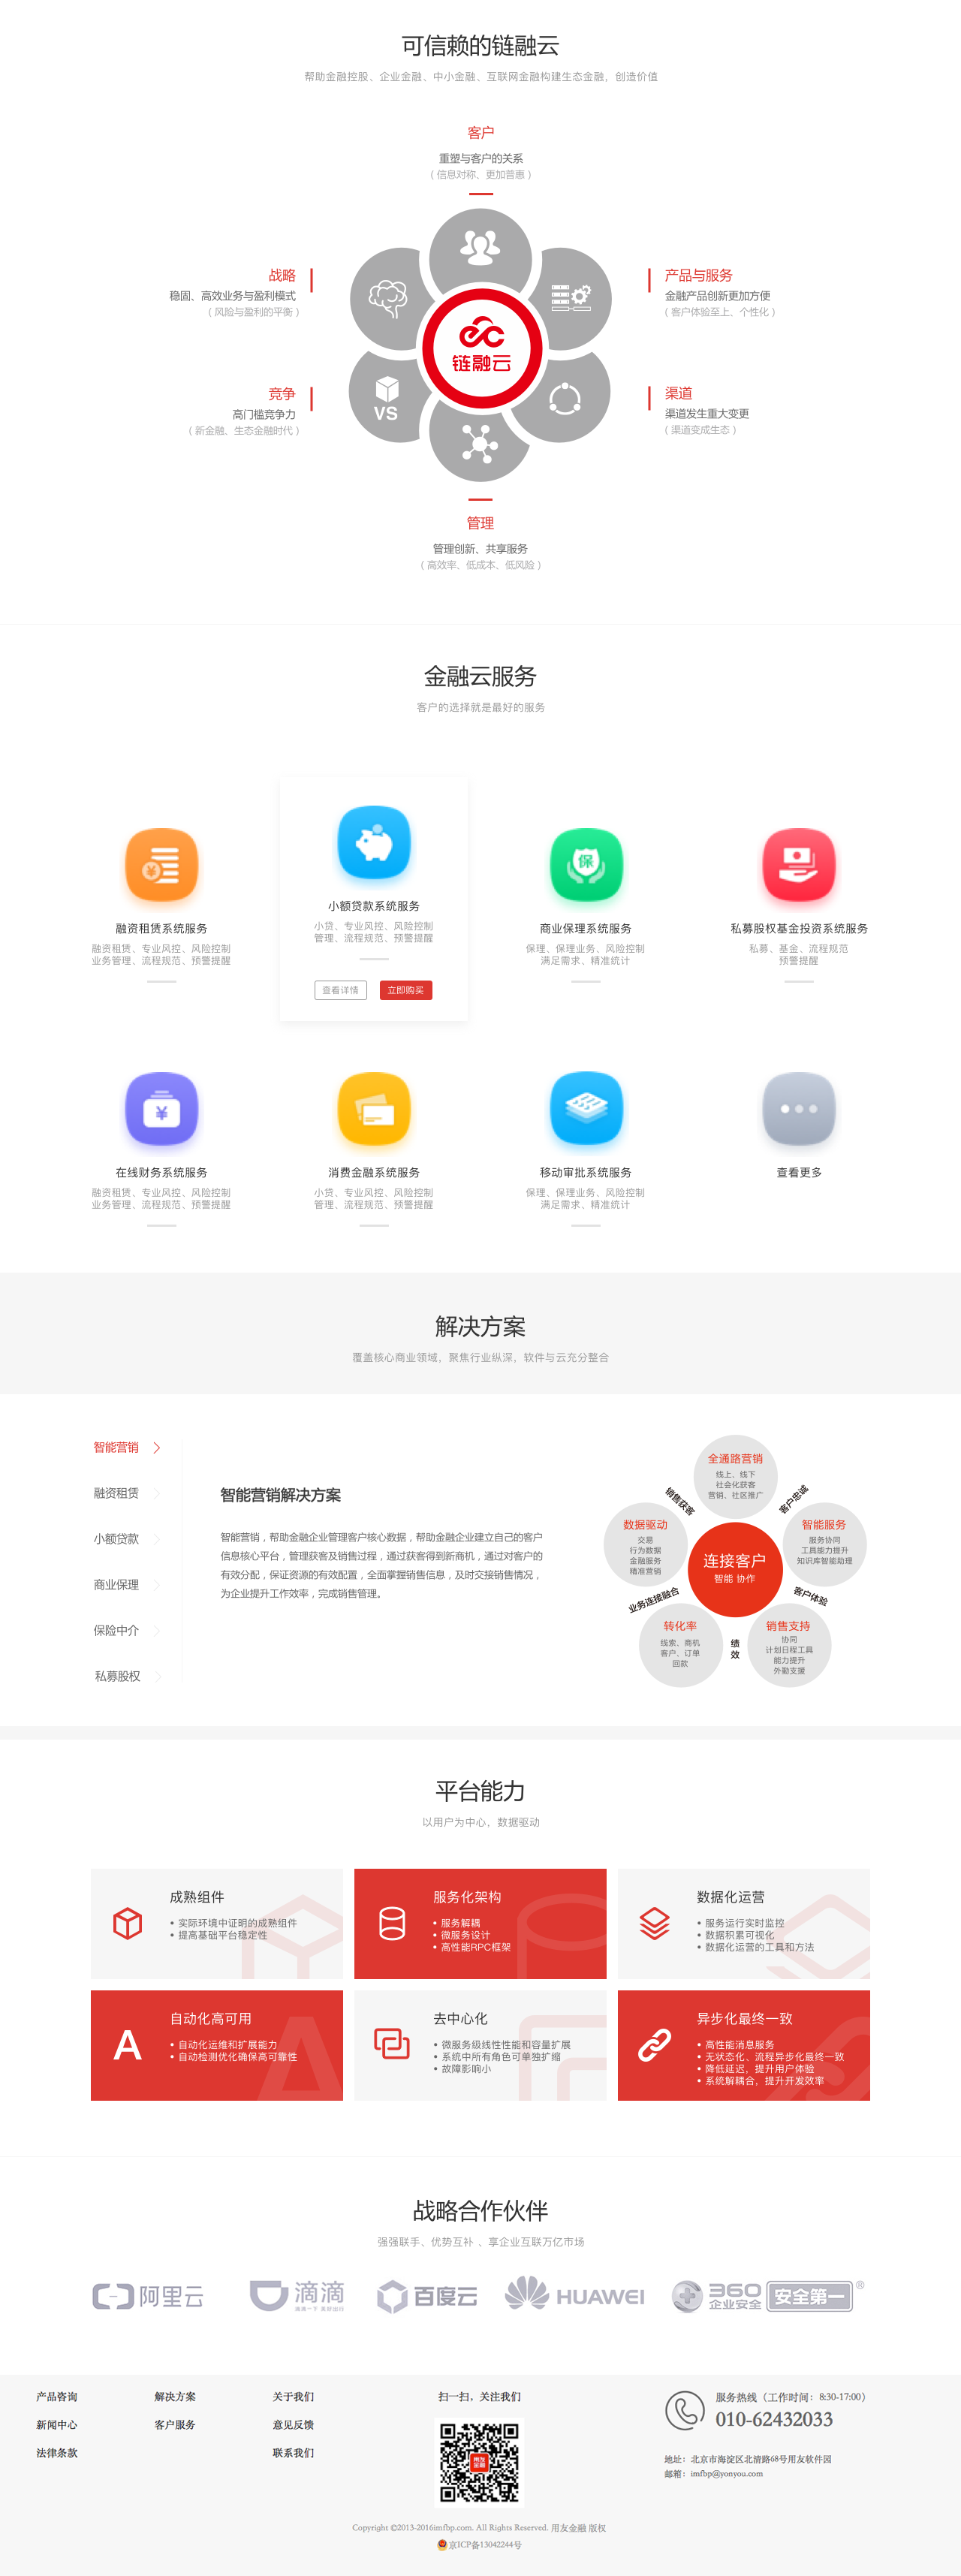 可信赖的链融云
帮助金融控股、企业金融、中小金融、互联网金融构建生态金融，创造价值
客户
重塑与客户的关系
（信息对称、更加普惠）
战略
稳固、高效业务与盈利模式
（风险与盈利的平衡）
产品与服务
金融产品创新更加方便
（客户体验至上、个性化）
链融云
竞争
高门槛竞争力
（新金融、生态金融时代）
VS
渠道
渠道发生重大变更
（渠道变成生态）
管理
管理创新、共享服务
（高效率、低成本、低风险）
金融云服务
客户的选择就是最好的服务
融资租赁系统服务
融资租赁、专业风控、风险控制
业务管理、流程规范、预警提醒
小额贷款系统服务
小贷、专业风控、风险控制
管理、流程规范、预警提醒
查看详情
立即购买
保
商业保理系统服务
保理、保理业务、风险控制
满足需求、精准统计
私募股权基金投资系统服务
私募、基金、流程规范
预警提醒
¥
在线财务系统服务
融资租赁、专业风控、风险控制
业务管理、流程规范、预警提醒
消费金融系统服务
小贷、专业风控、风险控制
管理、流程规范、预警提醒
移动审批系统服务
保理、保理业务、风险控制
满足需求、精准统计
查看更多
解决方案
覆盖核心商业领域，聚焦行业纵深，软件与云充分整合
智能营销
融资租赁
小额贷款
商业保理
保险中介
私募股权
智能营销解决方案
智能营销，帮助金融企业管理客户核心数据，帮助金融企业建立自己的客户
信息核心平台，管理获客及销售过程，通过获客得到新商机，通过对客户的
有效分配，保证资源的有效配置，全面掌握销售信息，及时交接销售情况，
为企业提升工作效率，完成销售管理。
全通路营销
线上、线下
社会化获客
营销、社区推广
销售获客
客户忠诚
数据驱动
交易
行为数据
金融服务
精准营销
连接客户
智能 协作
智能服务
服务协同
工具能力提升
知识库智能助理
业务连接融合
客户体验
转化率
线索、商机
客户、订单
回款
绩效
销售支持
协同
计划日程工具
能力提升
外勤支援
平台能力
以用户为中心，数据驱动
成熟组件
• 实际环境中证明的成熟组件
• 提高基础平台稳定性
服务化架构
• 服务解耦
• 微服务设计
• 高性能RPC框架
数据化运营
• 服务运行实时监控
• 数据积累可视化
• 数据化运营的工具和方法
A
自动化高可用
• 自动化运维和扩展能力
• 自动检测优化确保高可靠性
去中心化
• 微服务级线性性能和容量扩展
• 系统中所有角色可单独扩缩
• 故障影响小
异步化最终一致
• 高性能消息服务
• 无状态化、流程异步化最终一致
• 降低延迟，提升用户体验
• 系统解耦合，提升开发效率
战略合作伙伴
强强联手、优势互补 、享企业互联万亿市场
阿里云
滴滴
滴滴一下 美好出行
百度云
HUAWEI
360
企业安全
安全第一
®
产品咨询
解决方案
关于我们
扫一扫，关注我们
服务热线（工作时间：8:30-17:00）
010-62432033
新闻中心
客户服务
意见反馈
法律条款
联系我们
用友
金融
地址：北京市海淀区北清路68号用友软件园
邮箱：imfbp@yonyou.com
Copyright ©2013-2016imfbp.com. All Rights Reserved. 用友金融 版权
京ICP备13042244号